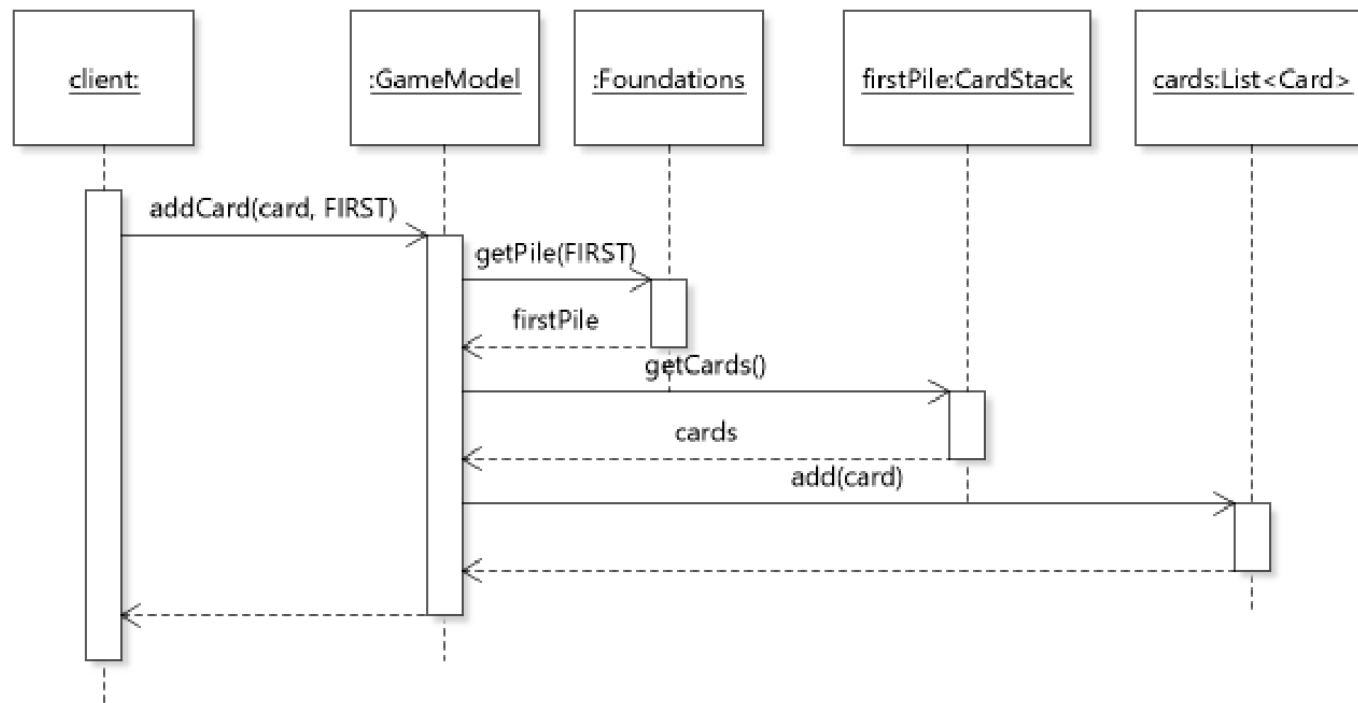 client:
:GameModel
:Foundations
firstPile:CardStack
cards:List<Card>
addCard(card, FIRST)
getPile(FIRST)
firstPile
getCards()
cards
add(card)